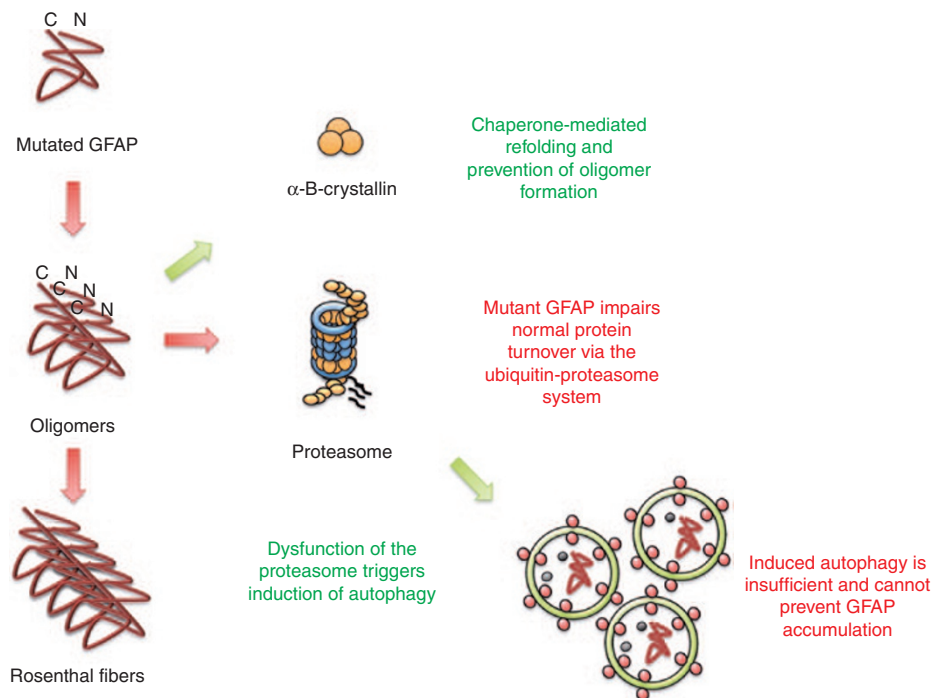 C N
Mutated GFAP
α-B-crystallin
Chaperone-mediated
refolding and
prevention of oligomer
formation
C N
C N
C N
Oligomers
Proteasome
Mutant GFAP impairs
normal protein
turnover via the
ubiquitin-proteasome
system
Rosenthal fibers
Dysfunction of the
proteasome triggers
induction of autophagy
Induced autophagy is
insufficient and cannot
prevent GFAP
accumulation